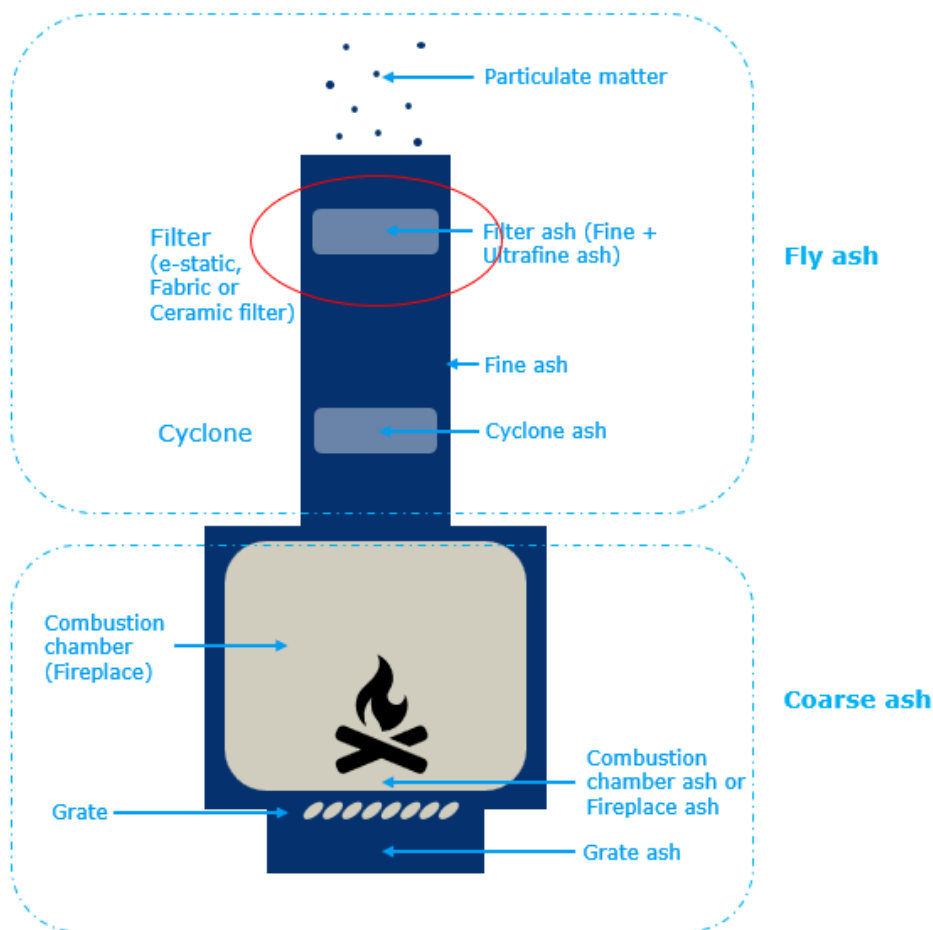 Particulate matter
Filter
(e-static,
Fabric or
Ceramic filter)
Filter ash (Fine +
Ultrafine ash)
Fly ash
Fine ash
Cyclone
Cyclone ash
Combustion
chamber
(Fireplace)
Coarse ash
Combustion
chamber ash or
Fireplace ash
Grate
Grate ash